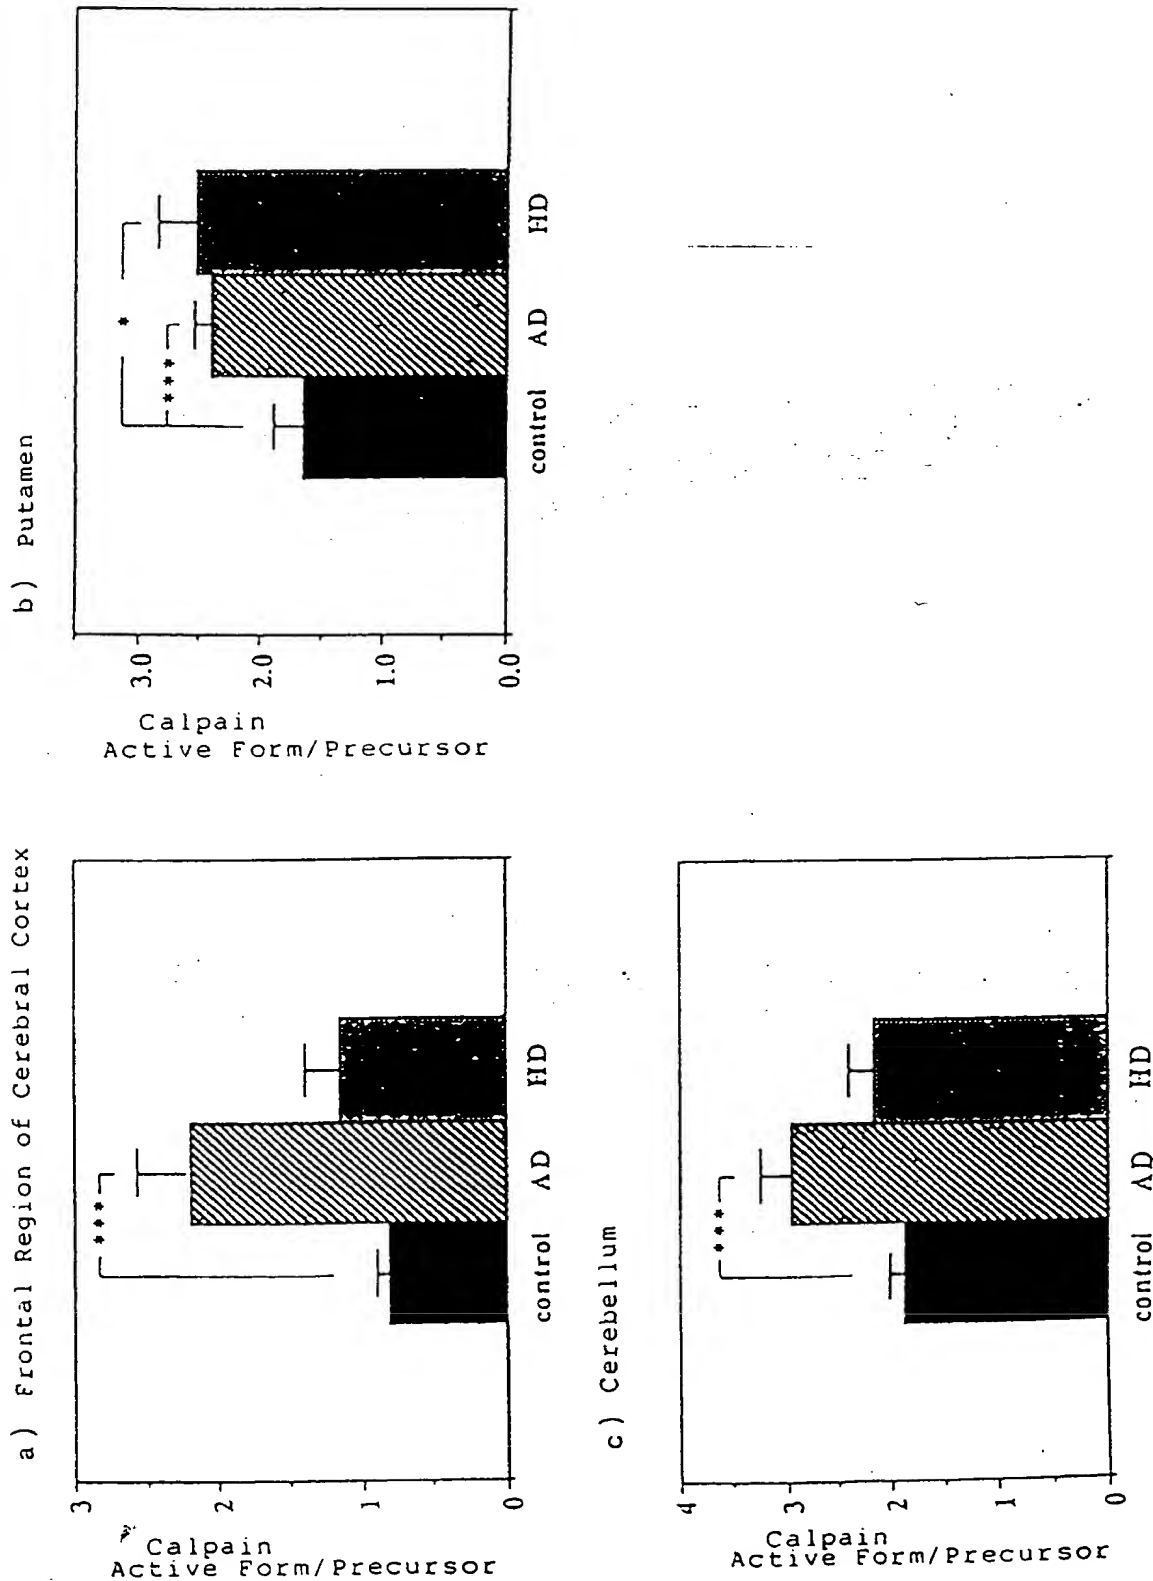 a) Frontal Region of Cerebral Cortex
Calpain
Active Form/Precursor
3
2
1
0
***
control AD HD
b) Putamen
Calpain
Active Form/Precursor
3.0
2.0
1.0
0.0
*
***
control AD HD
c) Cerebellum
Calpain
Active Form/Precursor
4
3
2
1
0
***
control AD HD